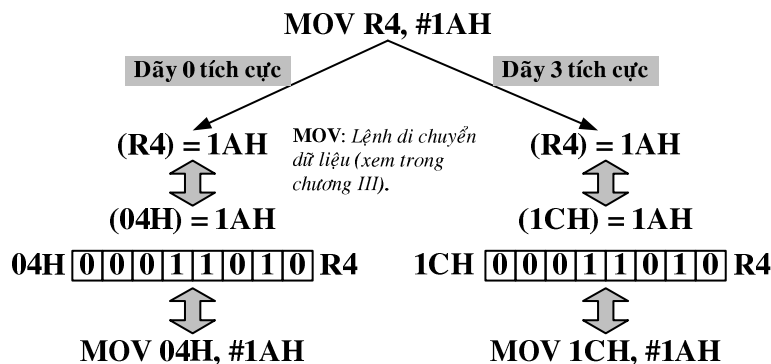 MOV R4, #1AH
Dãy 0 tích cực
Dãy 3 tích cực
(R4) = 1AH
MOV: Lệnh di chuyển
dữ liệu (xem trong
chương III).
(R4) = 1AH
(04H) = 1AH
(1CH) = 1AH
04H 0 0 0 1 1 0 1 0 R4
1CH 0 0 0 1 1 0 1 0 R4
MOV 04H, #1AH
MOV 1CH, #1AH